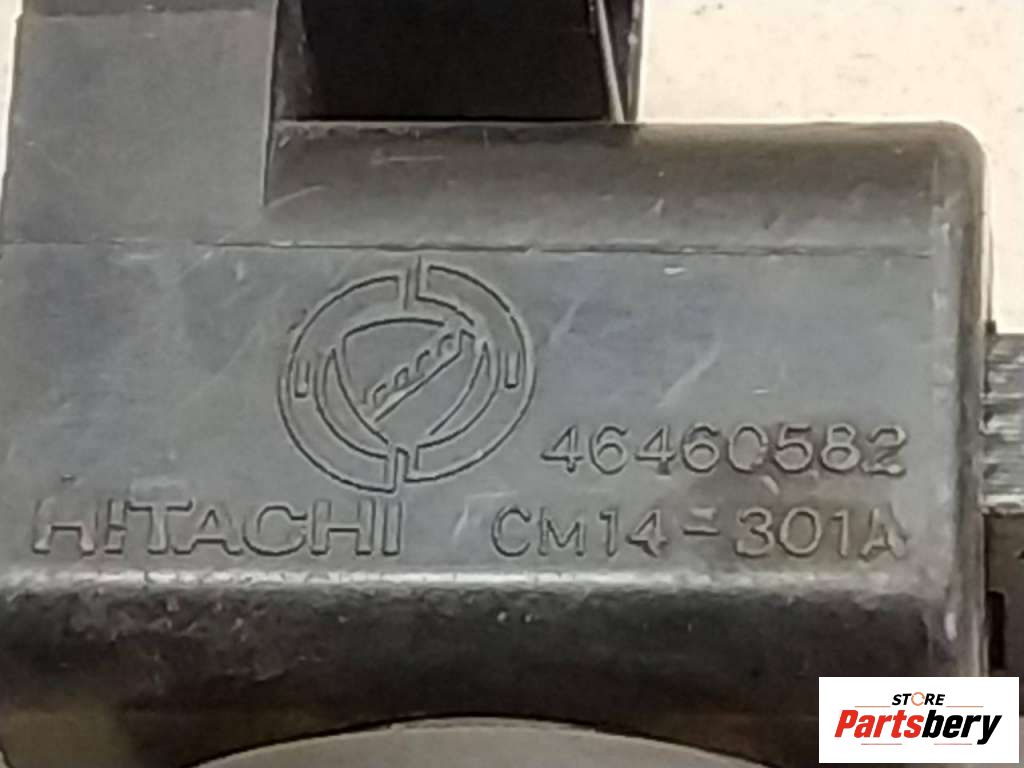 46460582
HITACHI CM14-301A
STORE
Partsbery